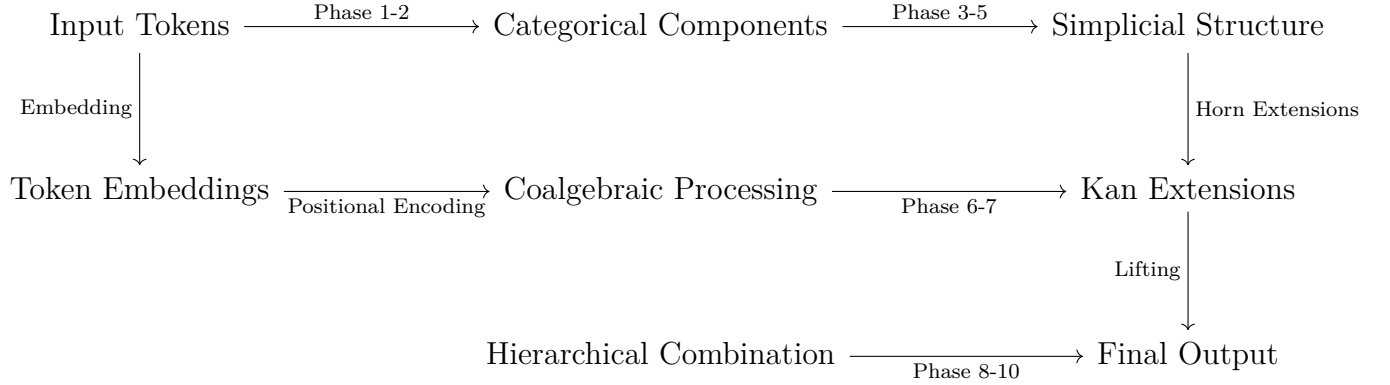 Phase 1-2
Phase 3-5
Input Tokens
Categorical Components
Simplicial Structure
Embedding
Horn Extensions
Token Embeddings
Coalgebraic Processing
Kan Extensions
Positional Encoding
Phase 6-7
Lifting
Hierarchical Combination
Final Output
Phase 8-10